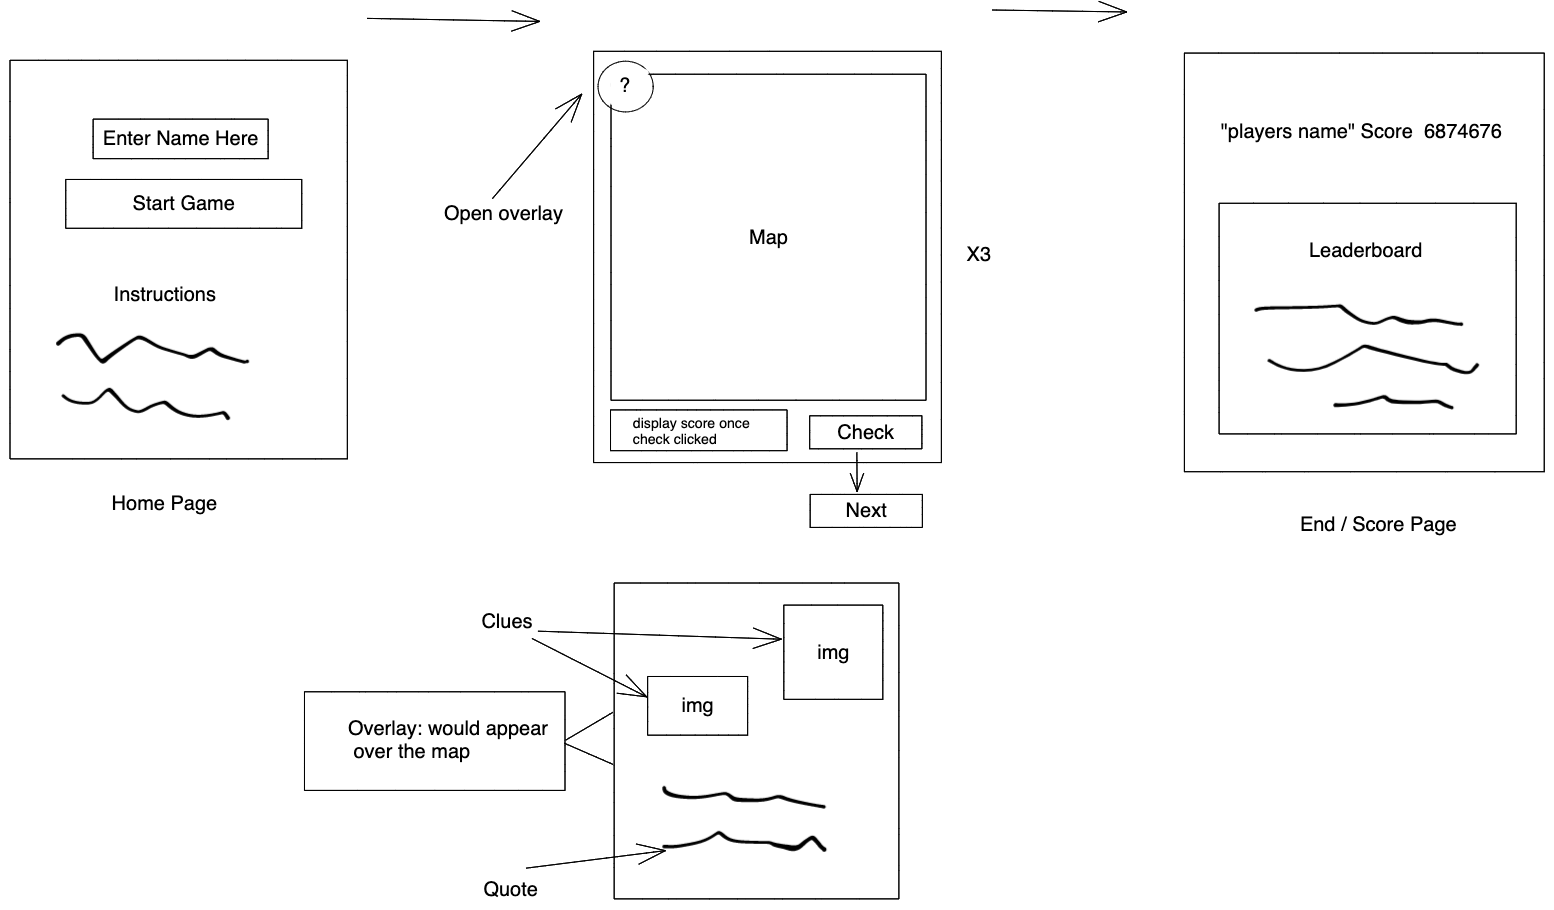 Enter Name Here
Start Game
Instructions
Home Page
?
Open overlay
Map
X3
display score once
check clicked
Check
Next
"players name" Score 6874676
Leaderboard
End / Score Page
Clues
img
img
Overlay: would appear
over the map
Quote